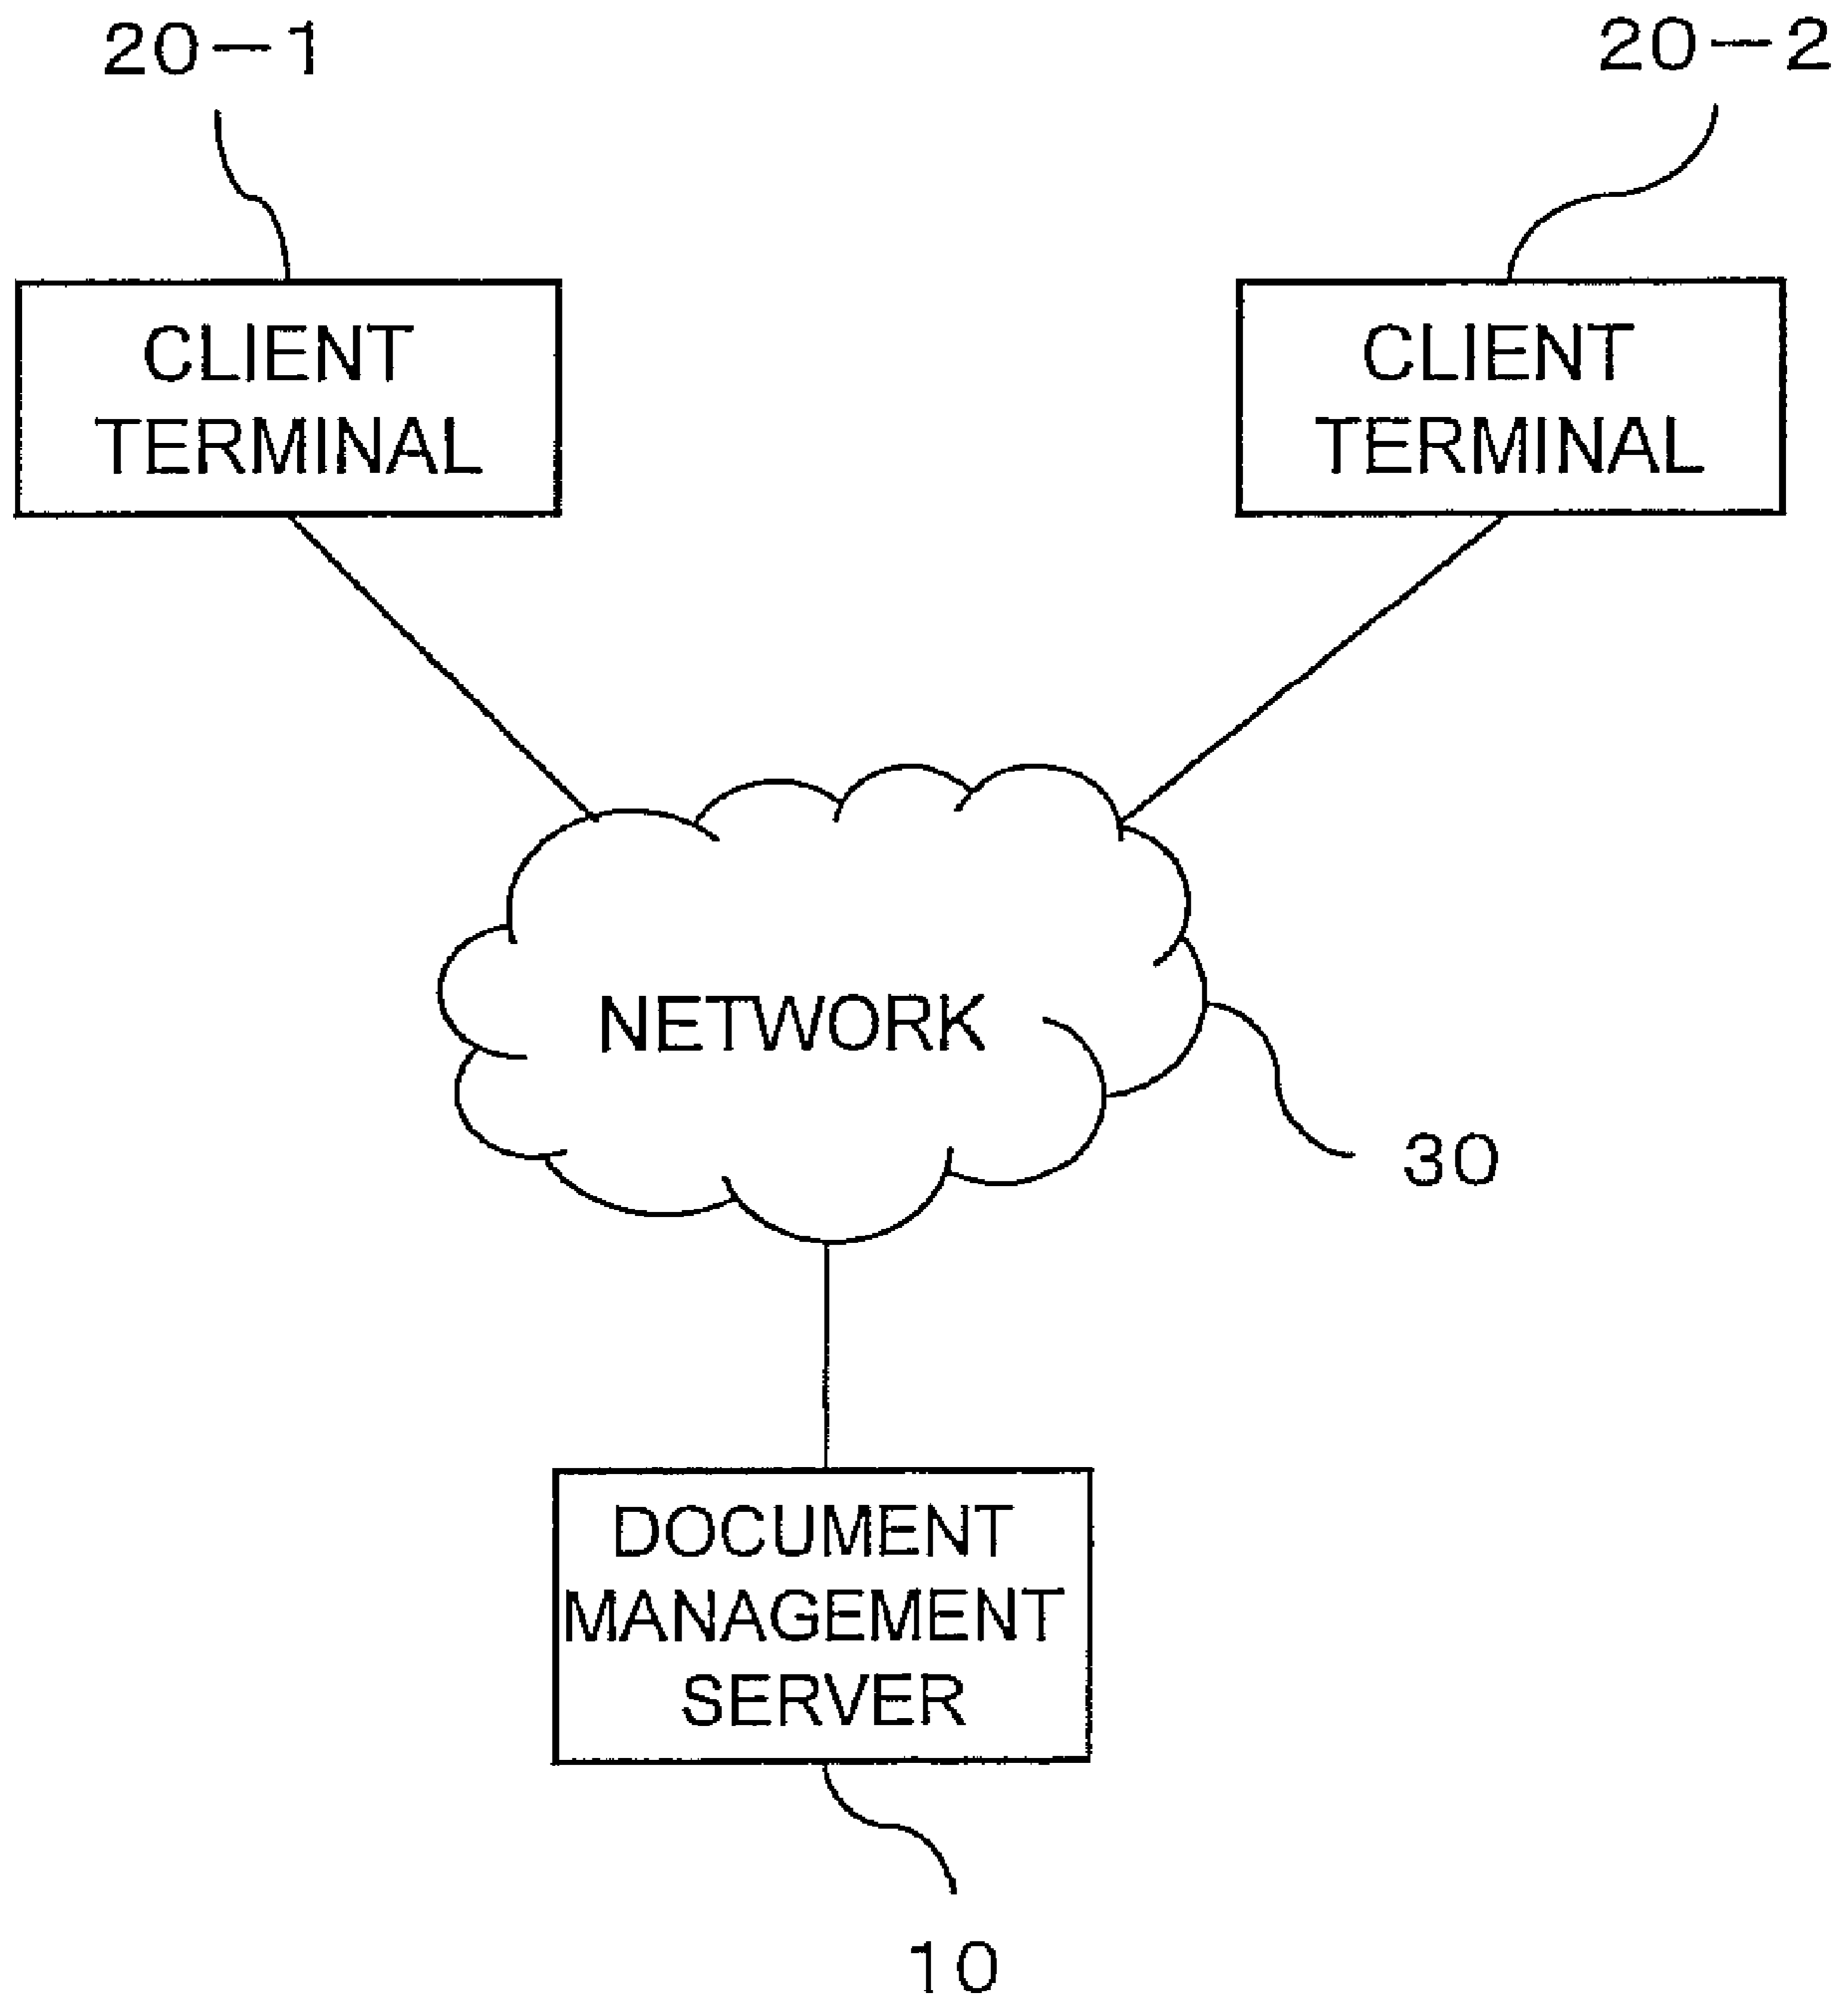 20-1
20-2
CLIENT
TERMINAL
CLIENT
TERMINAL
NETWORK
30
DOCUMENT
MANAGEMENT
SERVER
10